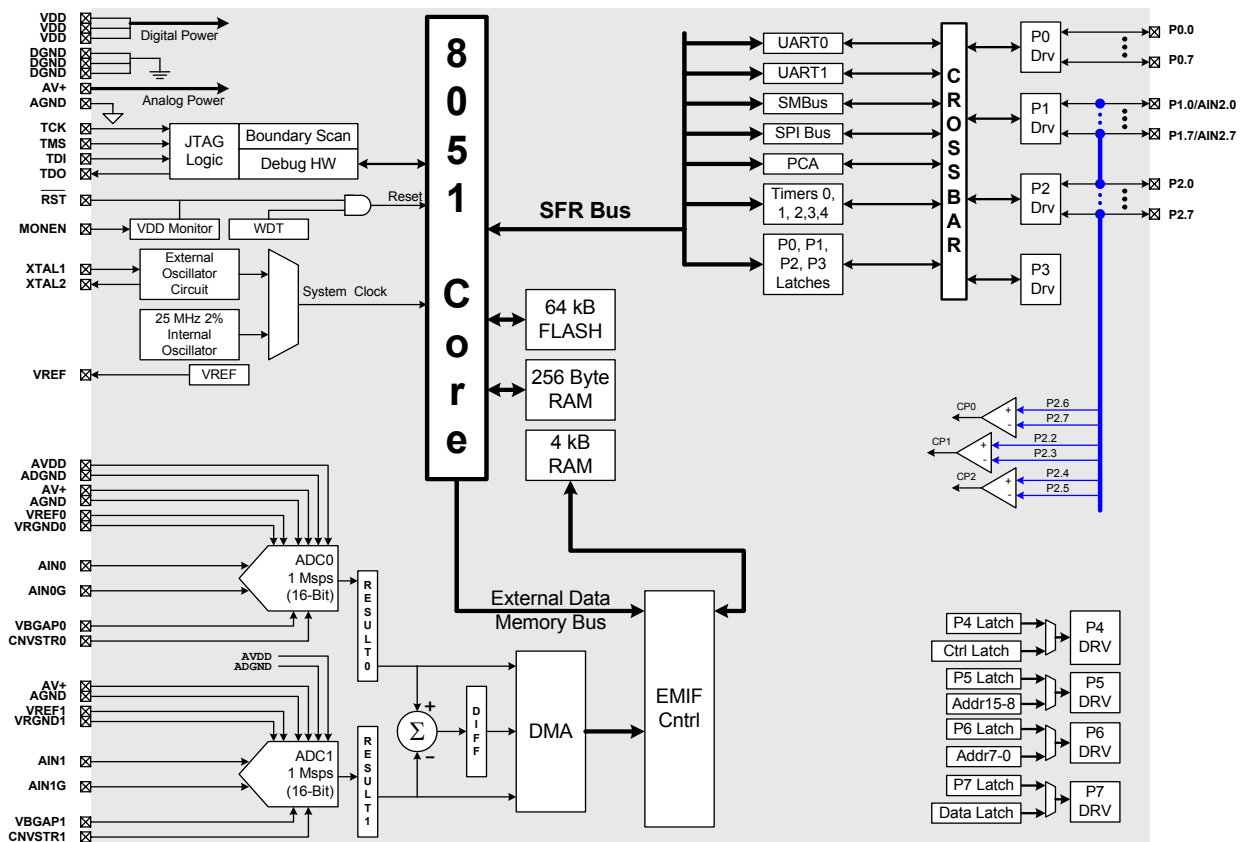 VDD
VDD
VDD
Digital Power
DGND
DGND
DGND
AV+
Analog Power
AGND
TCK
TMS
TDI
TDO
JTAG
Logic
Boundary Scan
Debug HW
RST
Reset
MONEN
VDD Monitor
WDT
XTAL1
XTAL2
External
Oscillator
Circuit
System Clock
25 MHz 2%
Internal
Oscillator
VREF
VREF
8051 Core
SFR Bus
64 kB
FLASH
256 Byte
RAM
4 kB
RAM
UART0
UART1
SMBus
SPI Bus
PCA
Timers 0,
1, 2,3,4
P0, P1,
P2, P3
Latches
CROSSBAR
P0
Drv
P1
Drv
P2
Drv
P3
Drv
P0.0
P0.7
P1.0/AIN2.0
P1.7/AIN2.7
P2.0
P2.7
CP0
+
-
P2.6
P2.7
CP1
+
-
P2.2
P2.3
CP2
+
-
P2.4
P2.5
AVDD
ADGND
AV+
AGND
VREF0
VRGND0
AIN0
AIN0G
VBGAP0
CNVSTR0
ADC0
1 Msps
(16-Bit)
RESULT0
AVDD
ADGND
AV+
AGND
VREF1
VRGND1
AIN1
AIN1G
VBGAP1
CNVSTR1
ADC1
1 Msps
(16-Bit)
RESULT1
+
Σ
−
DIFF
DMA
External Data
Memory Bus
EMIF
Cntrl
P4 Latch
Ctrl Latch
P4
DRV
P5 Latch
Addr15-8
P5
DRV
P6 Latch
Addr7-0
P6
DRV
P7 Latch
Data Latch
P7
DRV